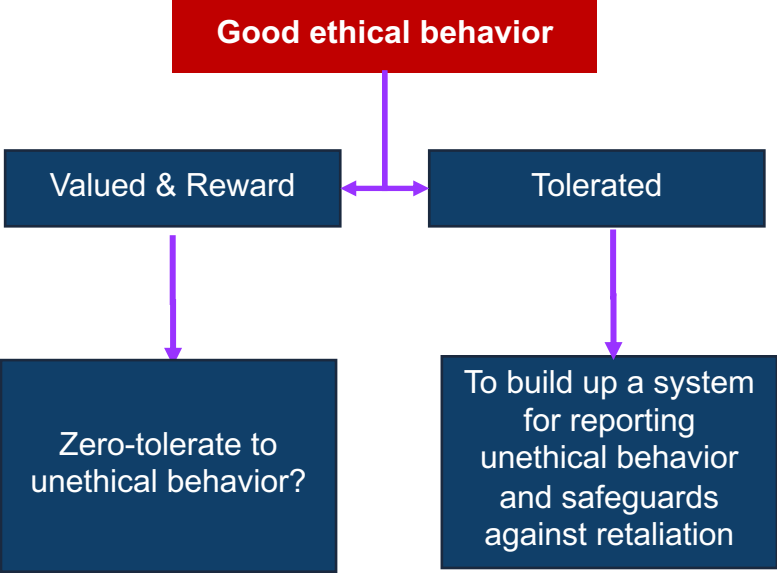 Good ethical behavior
Valued & Reward
Tolerated
Zero-tolerate to
unethical behavior?
To build up a system
for reporting
unethical behavior
and safeguards
against retaliation